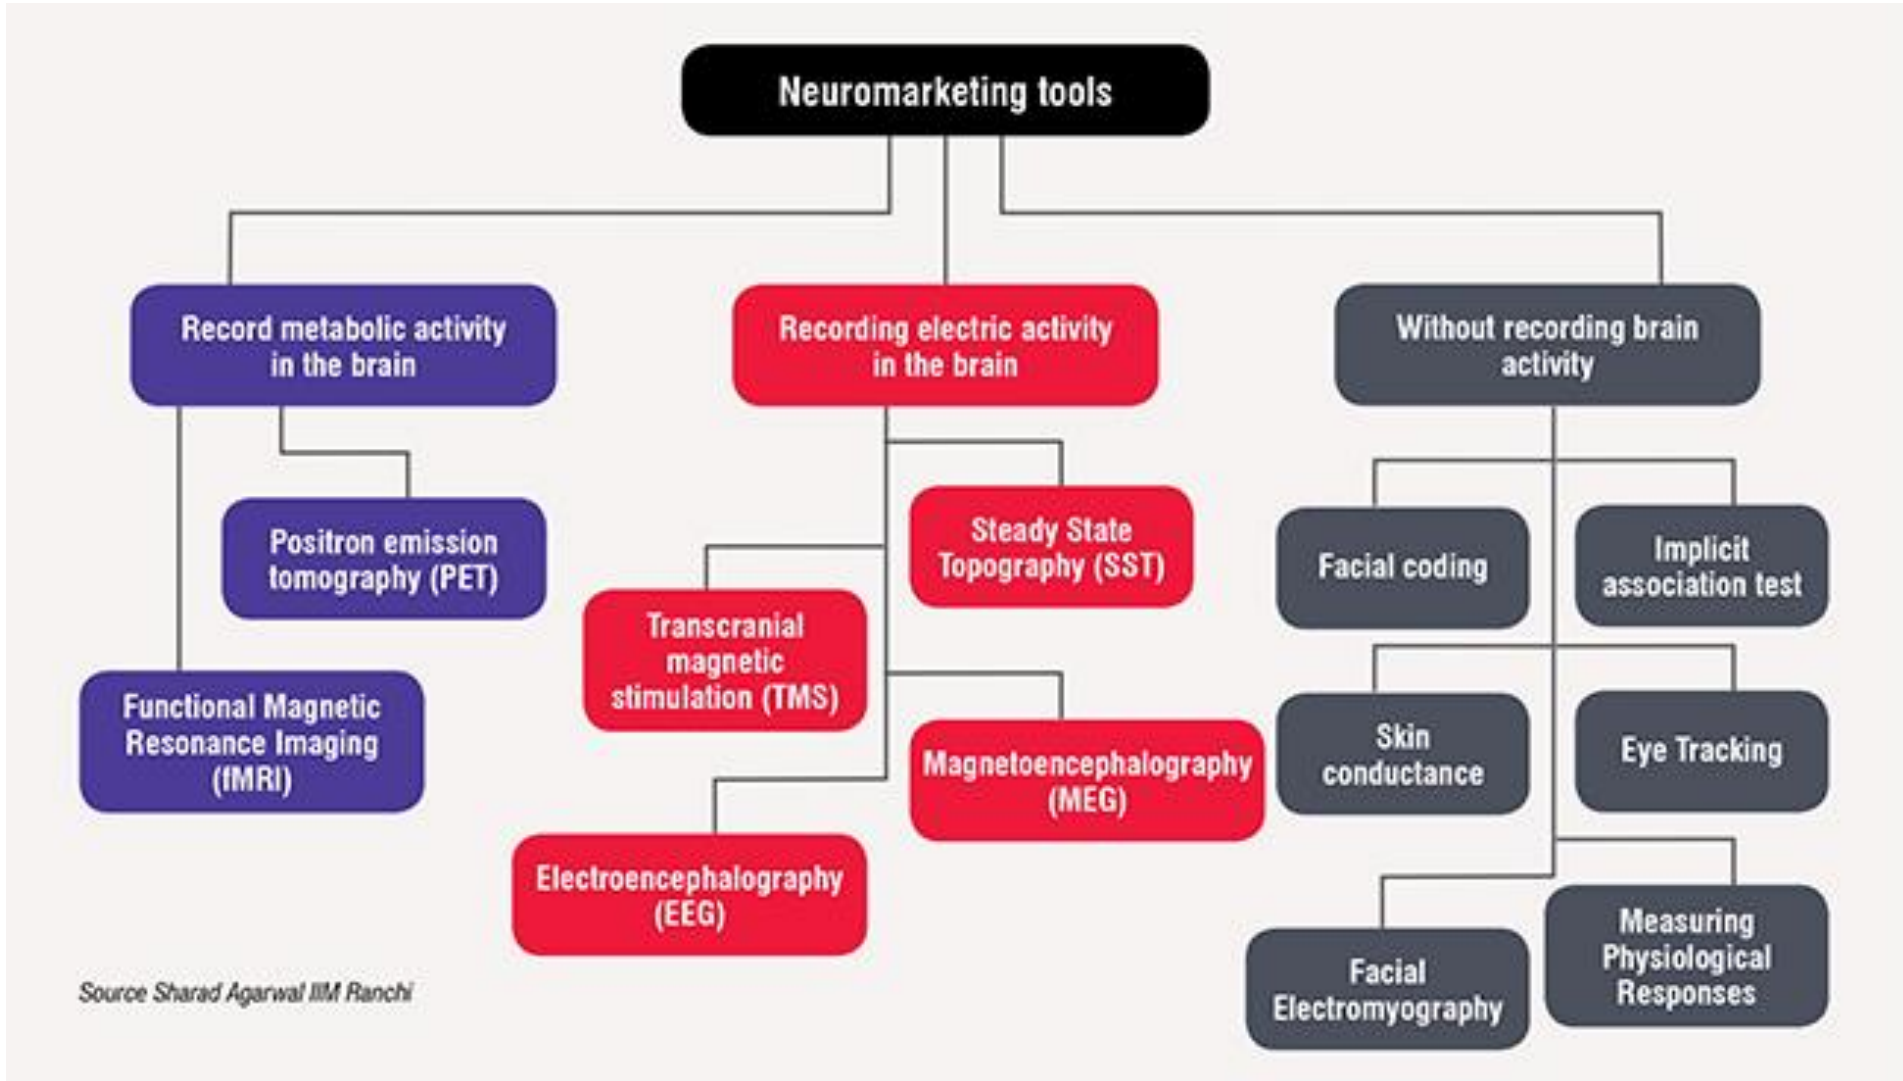 Neuromarketing tools
Record metabolic activity
in the brain
Positron emission
tomography (PET)
Functional Magnetic
Resonance Imaging
(fMRI)
Recording electric activity
in the brain
Steady State
Topography (SST)
Transcranial
magnetic
stimulation (TMS)
Magnetoencephalography
(MEG)
Electroencephalography
(EEG)
Without recording brain
activity
Facial coding
Implicit
association test
Skin
conductance
Eye Tracking
Facial
Electromyography
Measuring
Physiological
Responses
Source Sharad Agarwal IIM Ranchi